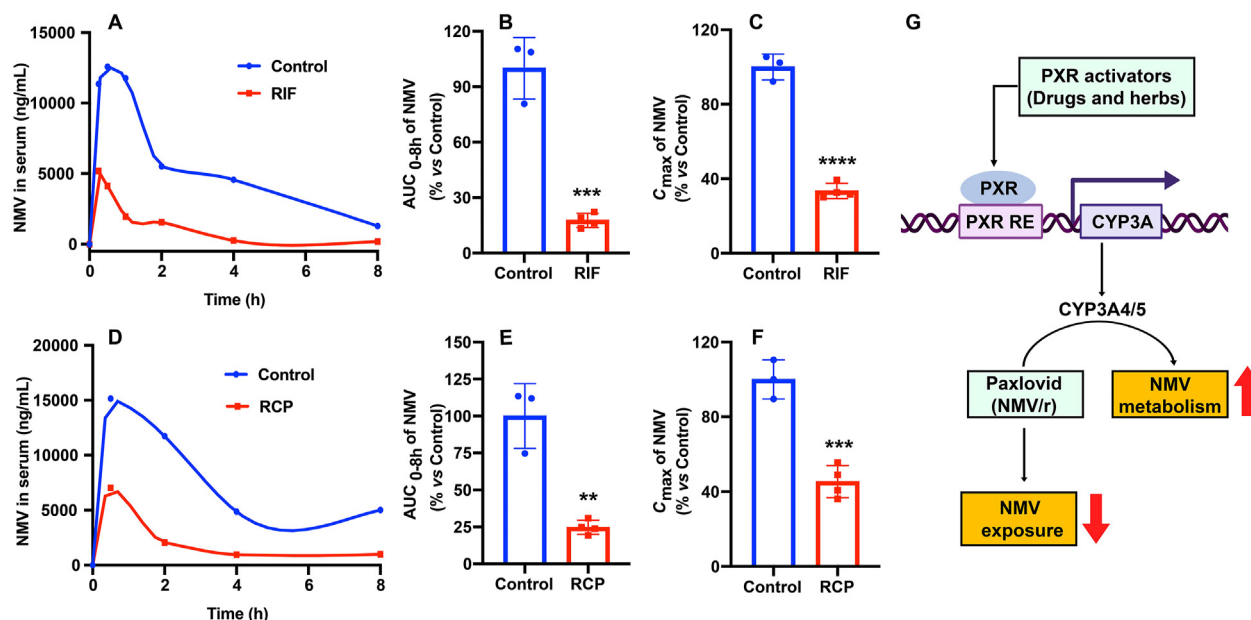 A
NMV in serum (ng/mL)
15000
10000
5000
0
0
2
4
6
8
Time (h)
Control
RIF
B
AUC 0-8h of NMV
(% vs Control)
120
90
60
30
0
***
Control
RIF
C
Cmax of NMV
(% vs Control)
120
80
40
0
****
Control
RIF
D
NMV in serum (ng/mL)
20000
15000
10000
5000
0
0
2
4
6
8
Time (h)
Control
RCP
E
AUC 0-8h of NMV
(% vs Control)
150
125
100
75
50
25
0
**
Control
RCP
F
Cmax of NMV
(% vs Control)
120
80
40
0
***
Control
RCP
G
PXR activators
(Drugs and herbs)
PXR
PXR RE
CYP3A
CYP3A4/5
Paxlovid
(NMV/r)
NMV
metabolism
NMV
exposure